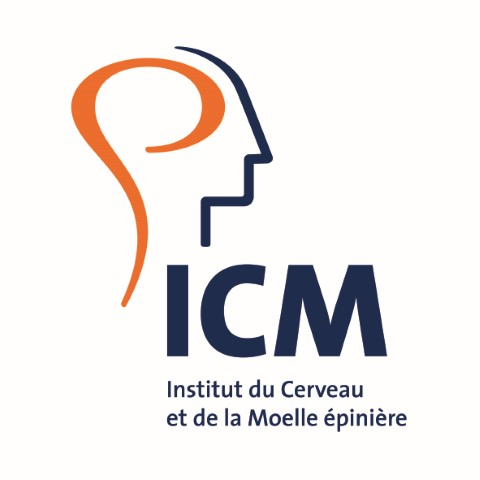 ICM
Institut du Cerveau
et de la Moelle épinière